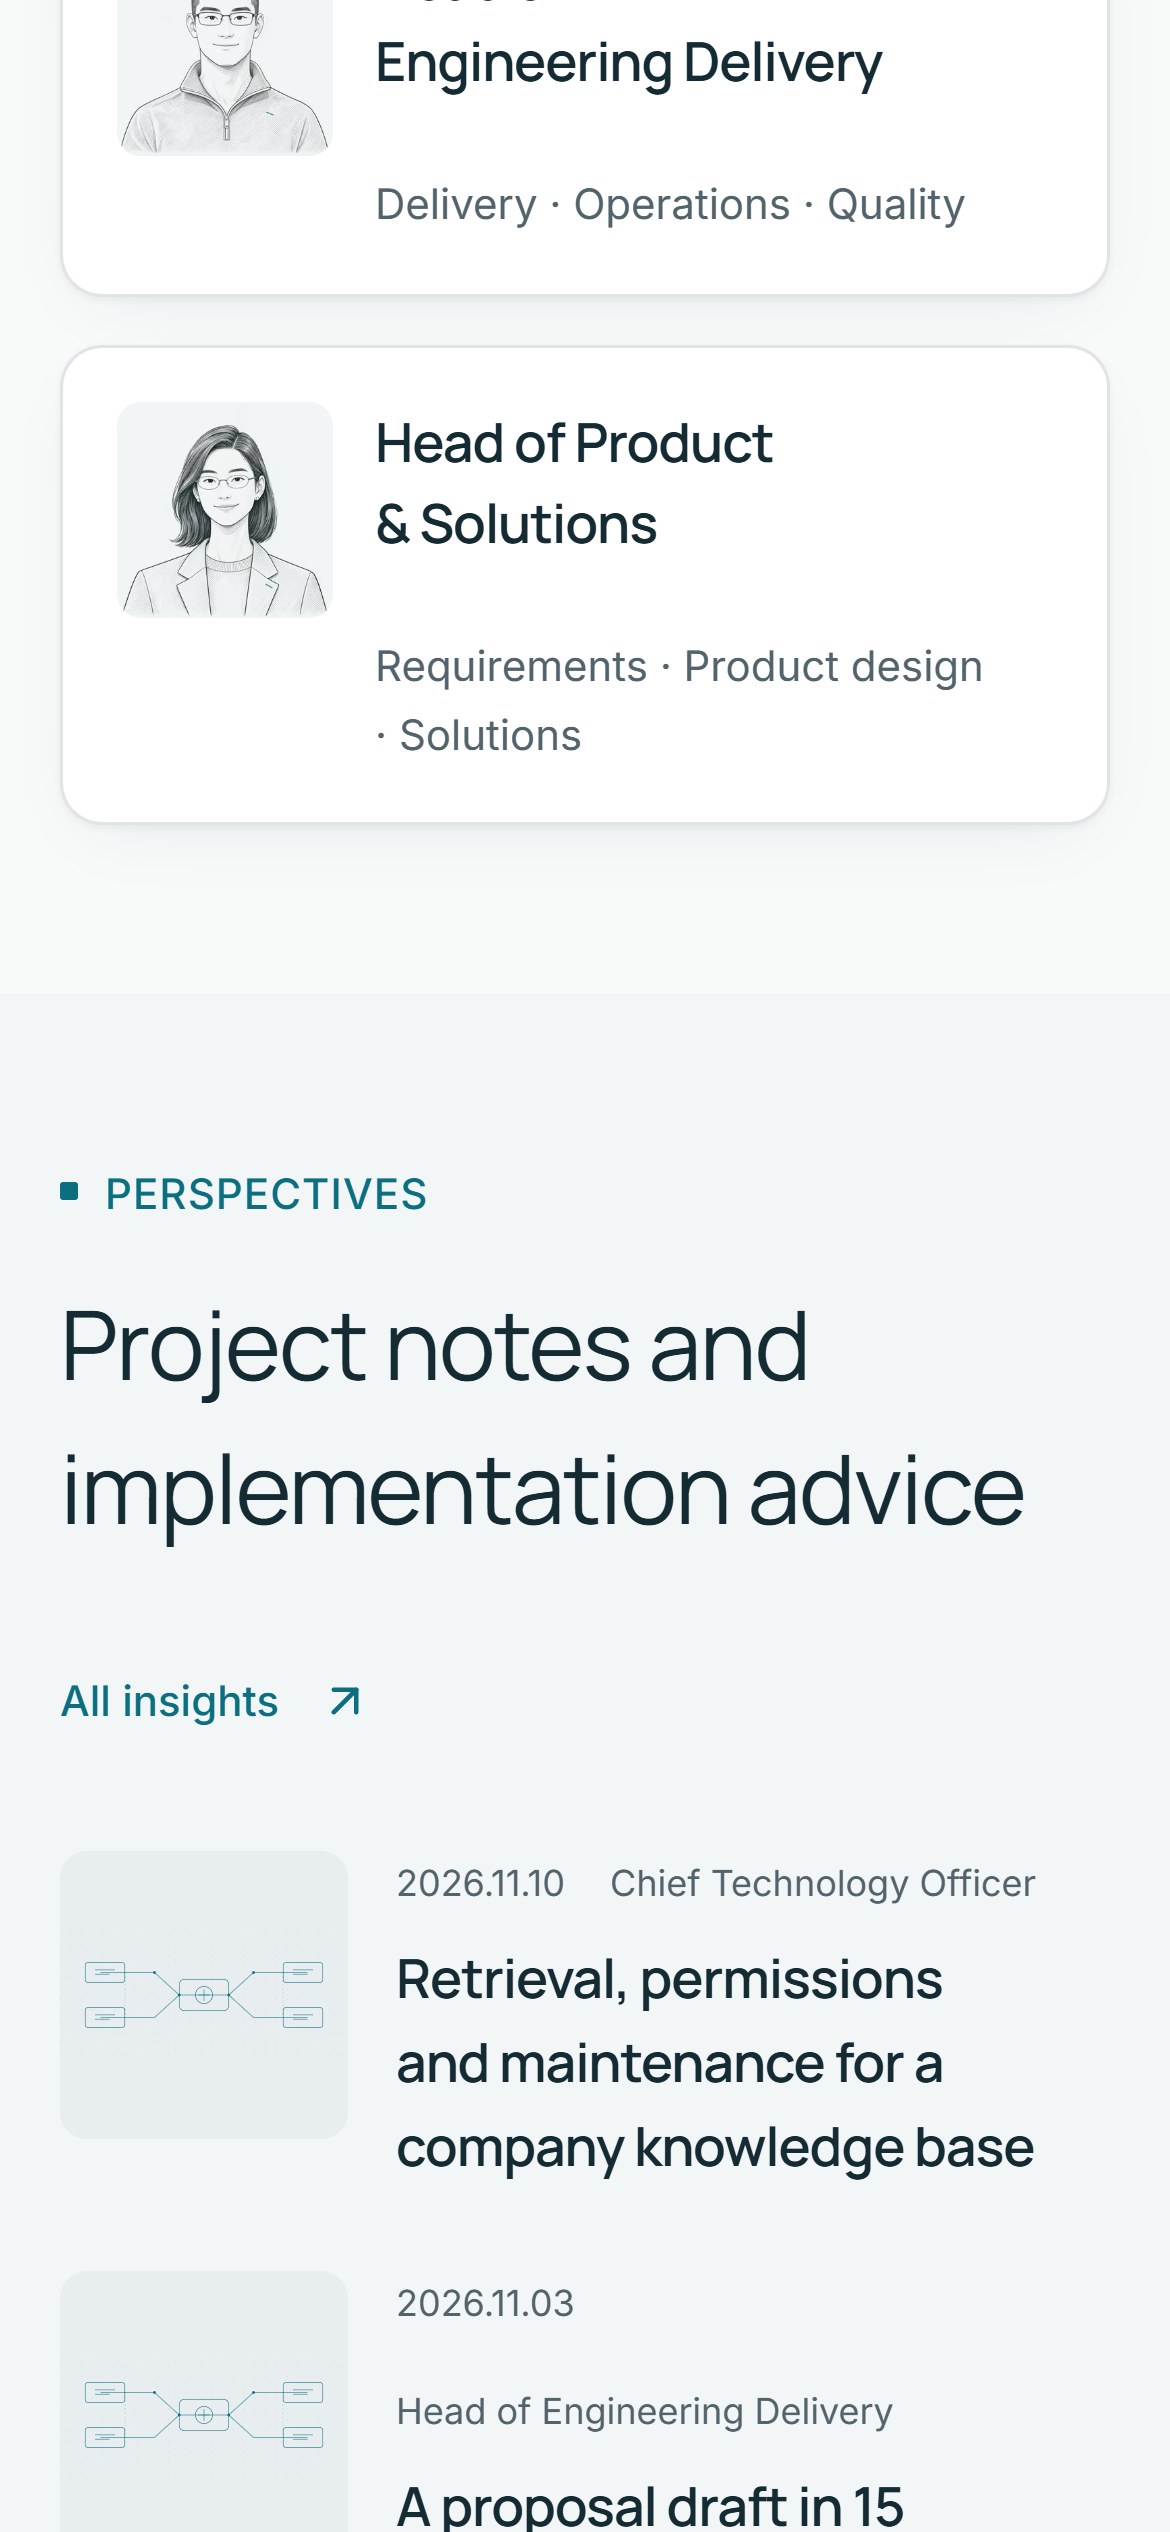 Engineering Delivery
Delivery · Operations · Quality
Head of Product
& Solutions
Requirements · Product design
· Solutions
PERSPECTIVES
Project notes and
implementation advice
All insights
2026.11.10 Chief Technology Officer
Retrieval, permissions
and maintenance for a
company knowledge base
2026.11.03
Head of Engineering Delivery
A proposal draft in 15